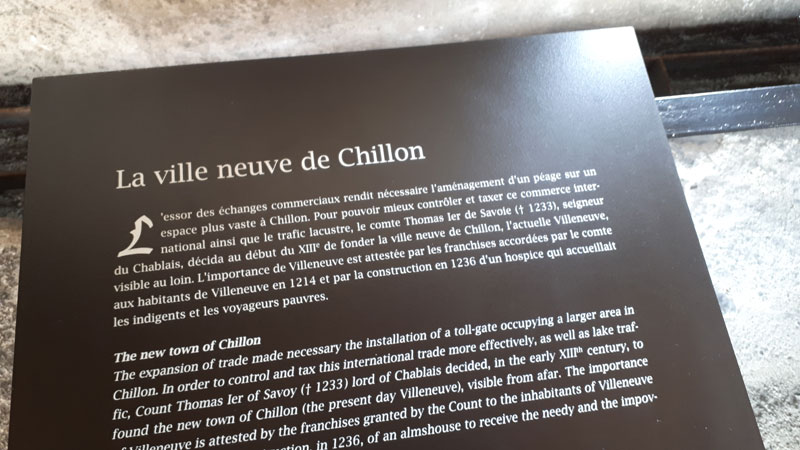 La ville neuve de Chillon
L'essor des échanges commerciaux rendit nécessaire l'aménagement d'un péage sur un
espace plus vaste à Chillon. Pour pouvoir mieux contrôler et taxer ce commerce inter-
national ainsi que le trafic lacustre, le comte Thomas Ier de Savoie († 1233), seigneur
du Chablais, décida au début du XIIIe de fonder la ville neuve de Chillon, l'actuelle Villeneuve,
visible au loin. L'importance de Villeneuve est attestée par les franchises accordées par le comte
aux habitants de Villeneuve en 1214 et par la construction en 1236 d'un hospice qui accueillait
les indigents et les voyageurs pauvres.
The new town of Chillon
The expansion of trade made necessary the installation of a toll-gate occupying a larger area in
Chillon. In order to control and tax this international trade more effectively, as well as lake traf-
fic, Count Thomas Ier of Savoy († 1233) lord of Chablais decided, in the early XIIIth century, to
found the new town of Chillon (the present day Villeneuve), visible from afar. The importance
of Villeneuve is attested by the franchises granted by the Count to the inhabitants of Villeneuve
in 1236, of an almshouse to receive the needy and the impov-